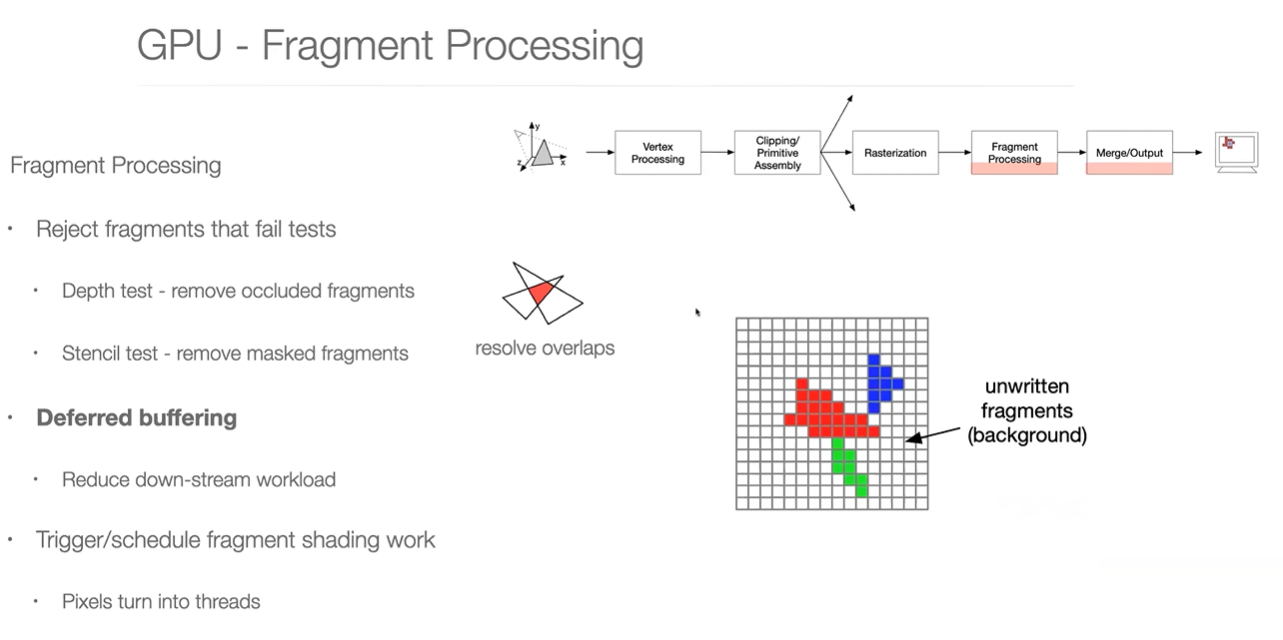 GPU - Fragment Processing
Fragment Processing
• Reject fragments that fail tests
• Depth test - remove occluded fragments
• Stencil test - remove masked fragments
• Deferred buffering
• Reduce down-stream workload
• Trigger/schedule fragment shading work
• Pixels turn into threads
y
z
x
Vertex
Processing
Clipping/
Primitive
Assembly
Rasterization
Fragment
Processing
Merge/Output
resolve overlaps
unwritten
fragments
(background)